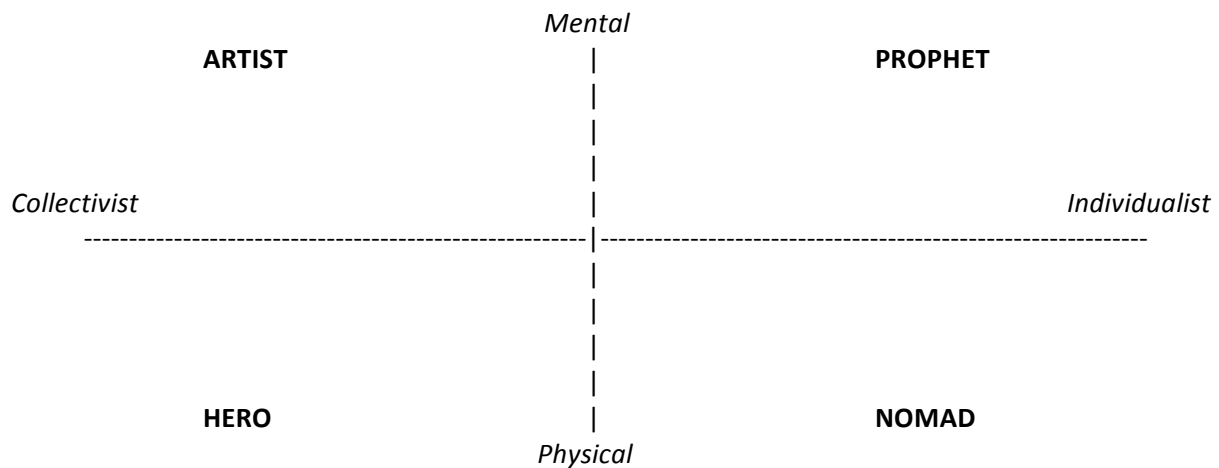 Mental
ARTIST PROPHET
Collectivist Individualist
HERO NOMAD
Physical